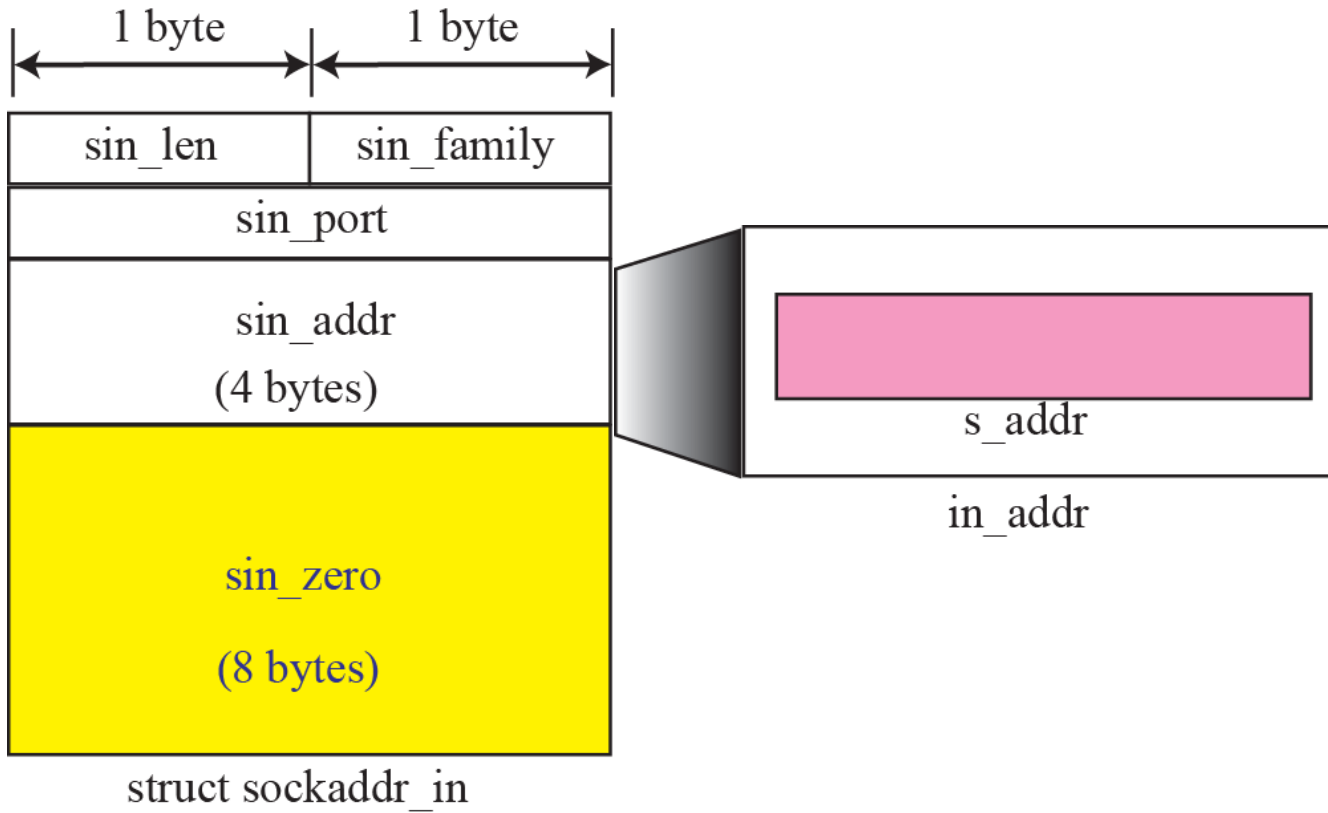 1 byte 1 byte
sin_len sin_family
sin_port
sin_addr
(4 bytes)
s_addr
in_addr
sin_zero
(8 bytes)
struct sockaddr_in